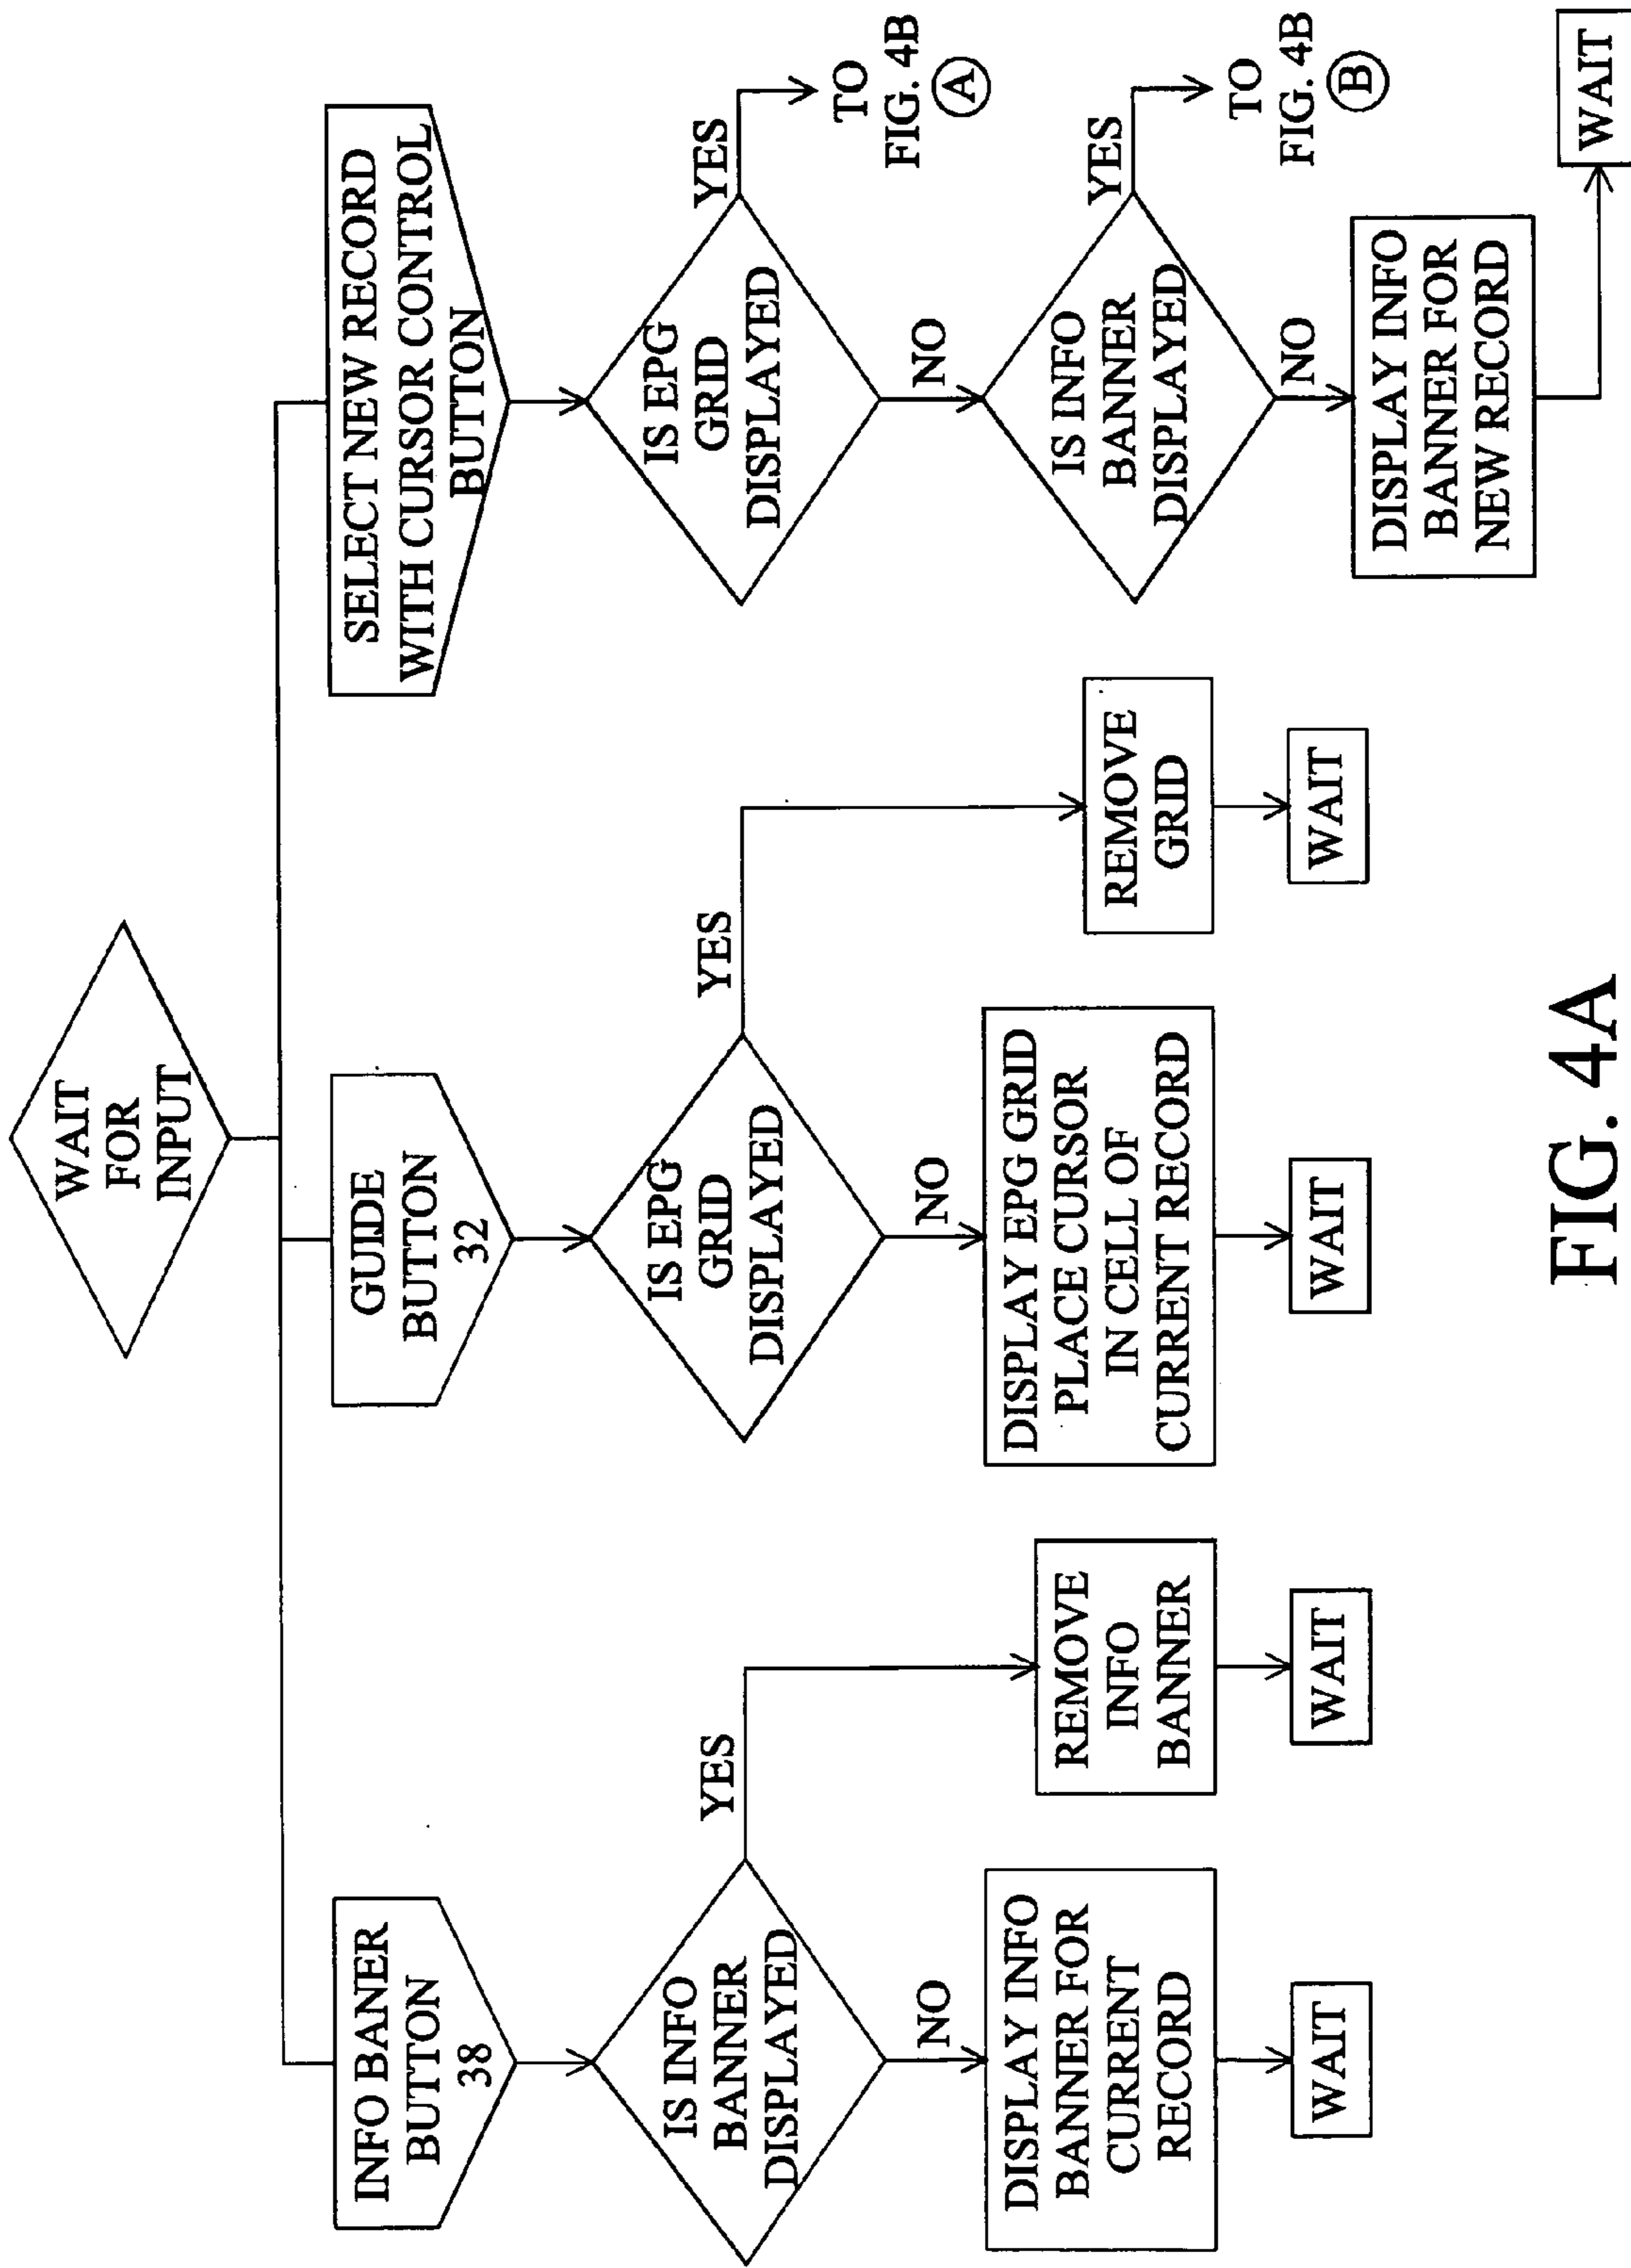 WAIT
FOR
INPUT
INFO BANER
BUTTON
38
IS INFO
BANNER
DISPLAYED
YES
NO
DISPLAY INFO
BANNER FOR
CURRENT
RECORD
WAIT
REMOVE
INFO
BANNER
WAIT
GUIDE
BUTTON
32
IS EPG
GRID
DISPLAYED
YES
NO
DISPLAY EPG GRID
PLACE CURSOR
IN CELL OF
CURRENT RECORD
WAIT
REMOVE
GRID
WAIT
SELECT NEW RECORD
WITH CURSOR CONTROL
BUTTON
IS EPG
GRID
DISPLAYED
YES
TO
FIG. 4B
A
NO
IS INFO
BANNER
DISPLAYED
YES
TO
FIG. 4B
B
NO
DISPLAY INFO
BANNER FOR
NEW RECORD
WAIT
FIG. 4A